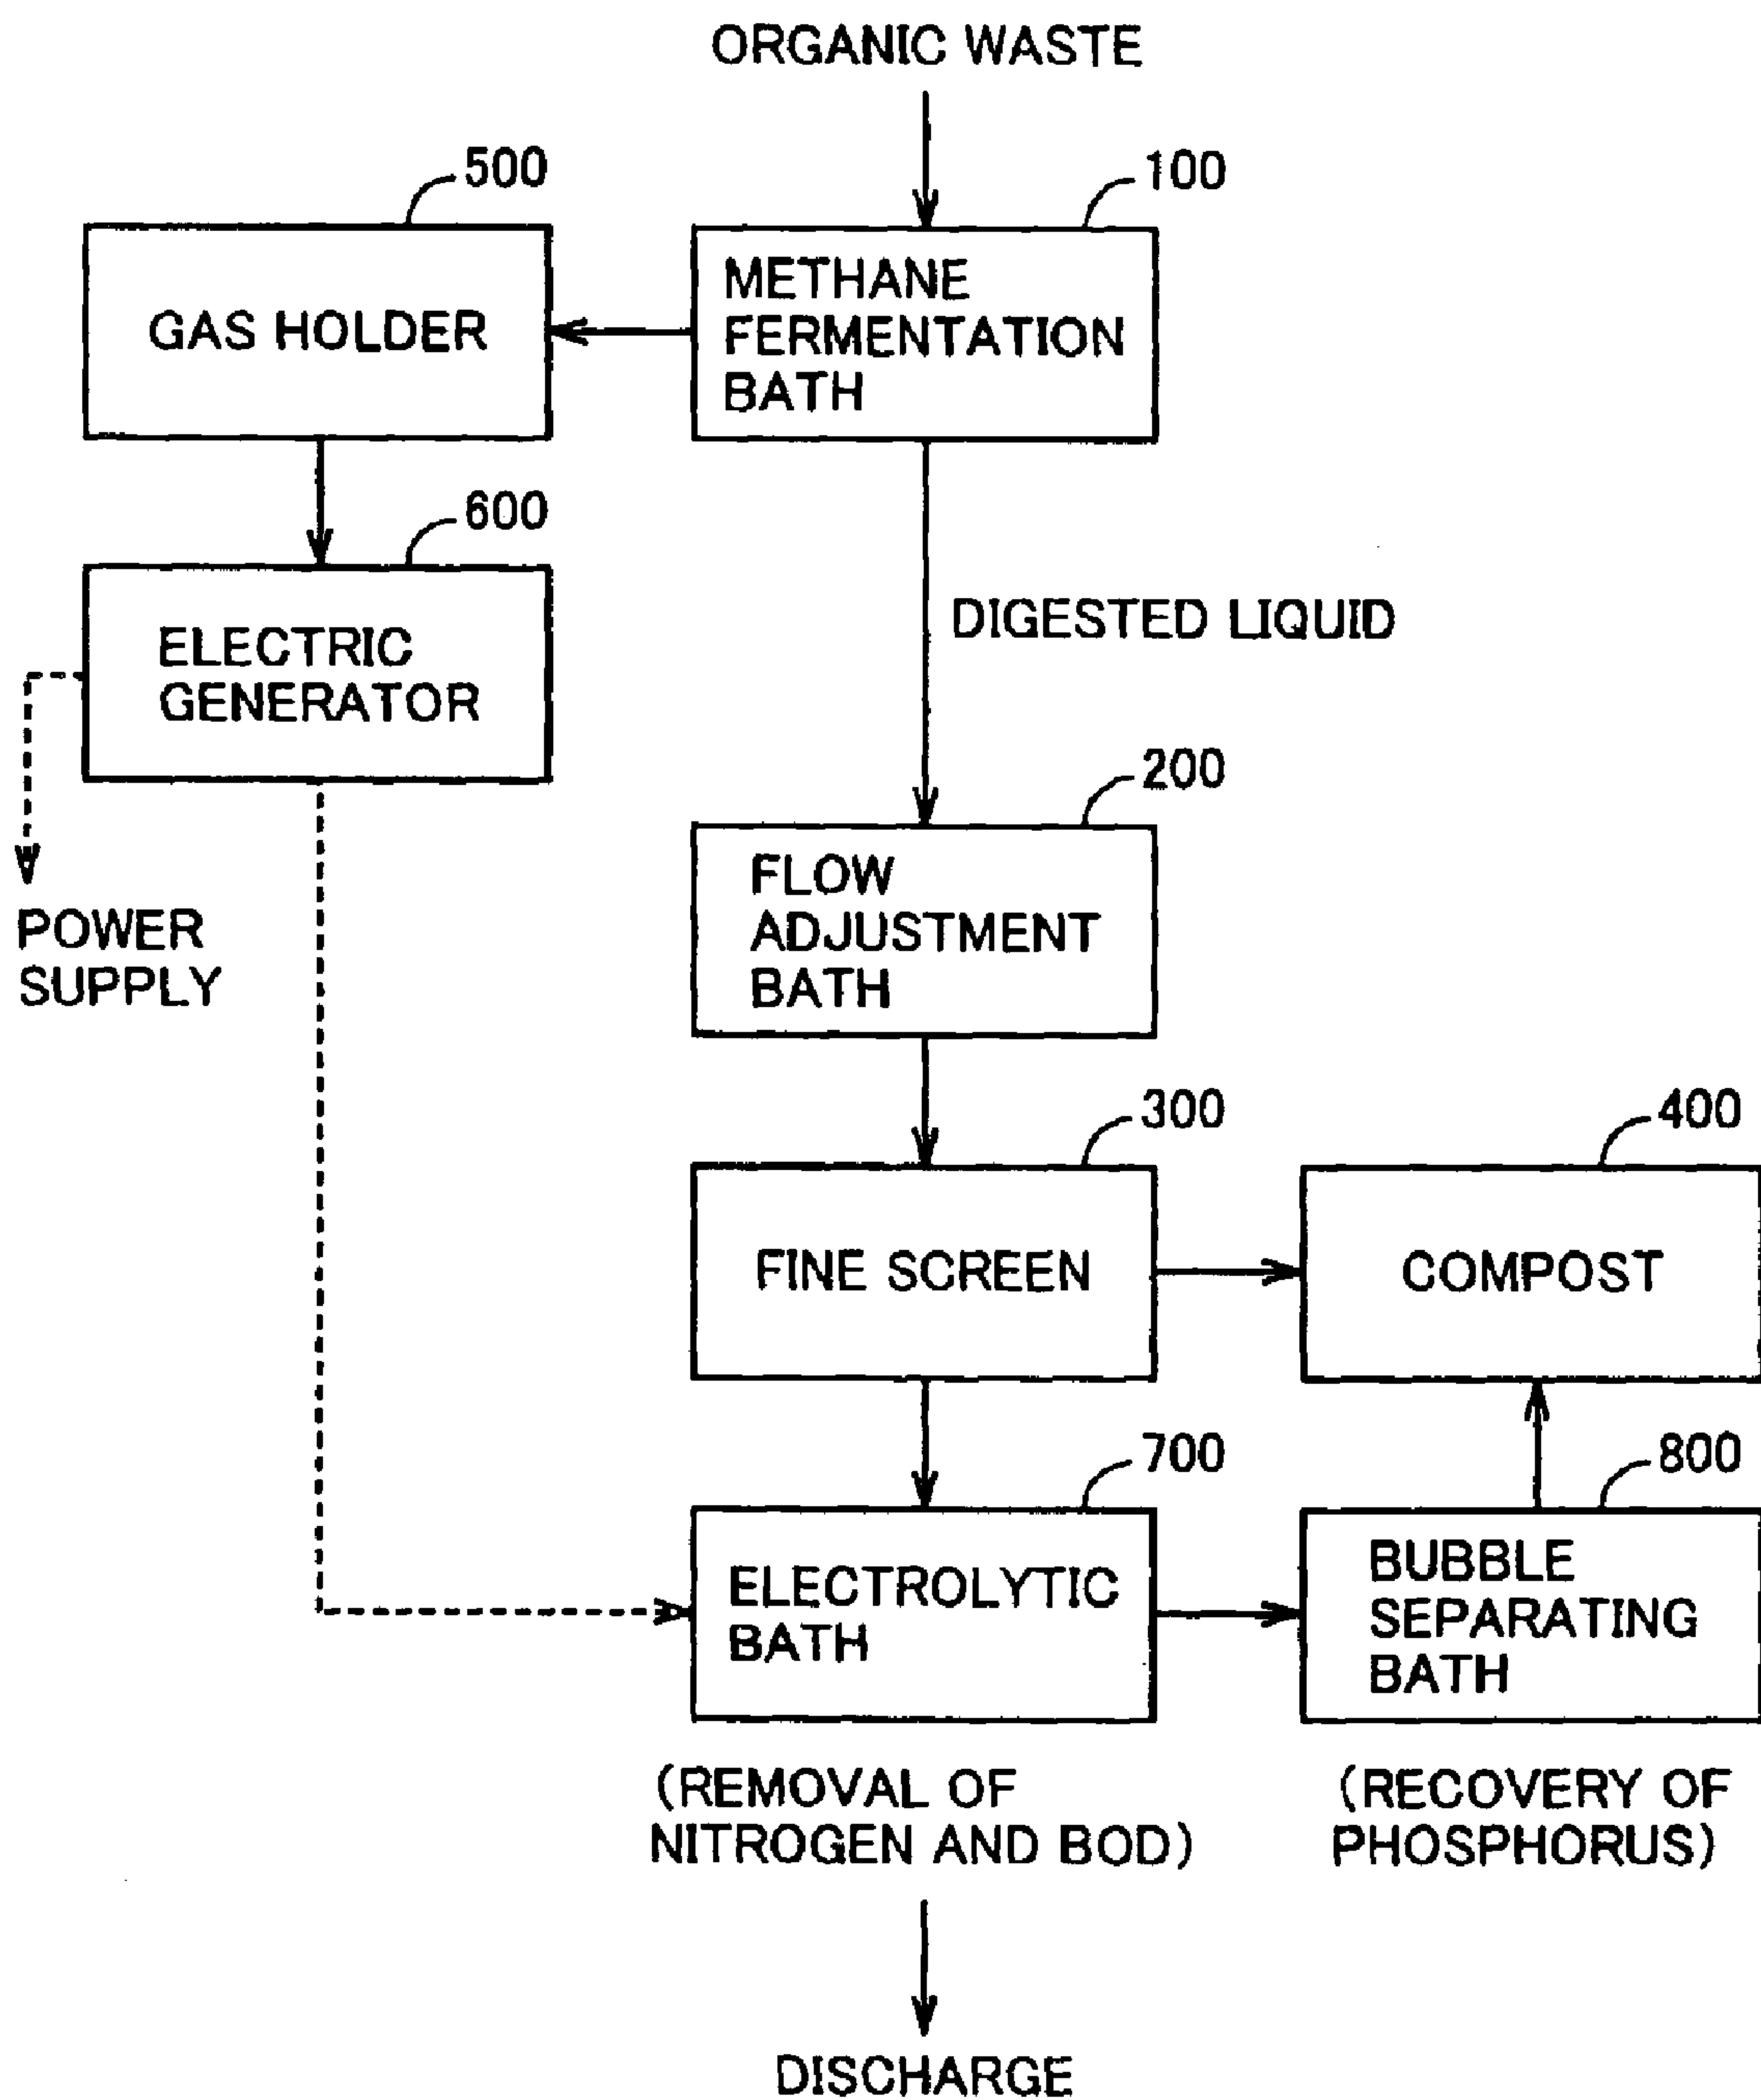 ORGANIC WASTE
500
100
GAS HOLDER
METHANE
FERMENTATION
BATH
600
ELECTRIC
GENERATOR
DIGESTED LIQUID
POWER
SUPPLY
200
FLOW
ADJUSTMENT
BATH
300
400
FINE SCREEN
COMPOST
700
800
ELECTROLYTIC
BATH
BUBBLE
SEPARATING
BATH
(REMOVAL OF
NITROGEN AND BOD)
(RECOVERY OF
PHOSPHORUS)
DISCHARGE